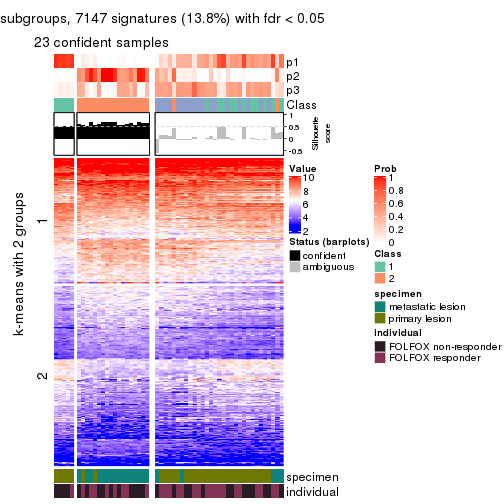 subgroups, 7147 signatures (13.8%) with fdr < 0.05
23 confident samples
p1
p2
p3
Class
1
0.5
0
-0.5
Silhouette
score
k-means with 2 groups
1
2
specimen
individual
Value
10
8
6
4
2
Status (barplots)
confident
ambiguous
Prob
1
0.8
0.6
0.4
0.2
0
Class
1
2
specimen
metastatic lesion
primary lesion
individual
FOLFOX non-responder
FOLFOX responder